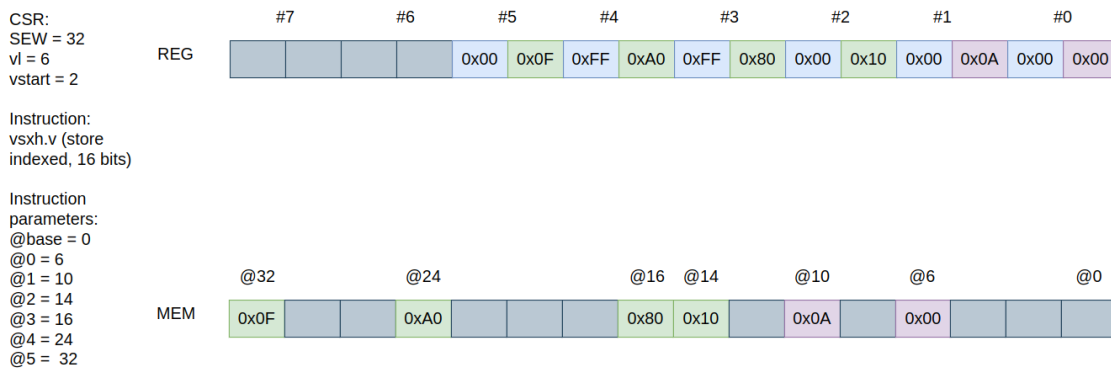 CSR:
SEW = 32
vl = 6
vstart = 2
Instruction:
vsxh.v (store
indexed, 16 bits)
Instruction
parameters:
@base = 0
@0 = 6
@1 = 10
@2 = 14
@3 = 16
@4 = 24
@5 =  32
#7 #6 #5 #4 #3 #2 #1 #0
REG 0x00 0x0F 0xFF 0xA0 0xFF 0x80 0x00 0x10 0x00 0x0A 0x00 0x00
@32 @24 @16 @14 @10 @6 @0
MEM 0x0F 0xA0 0x80 0x10 0x0A 0x00